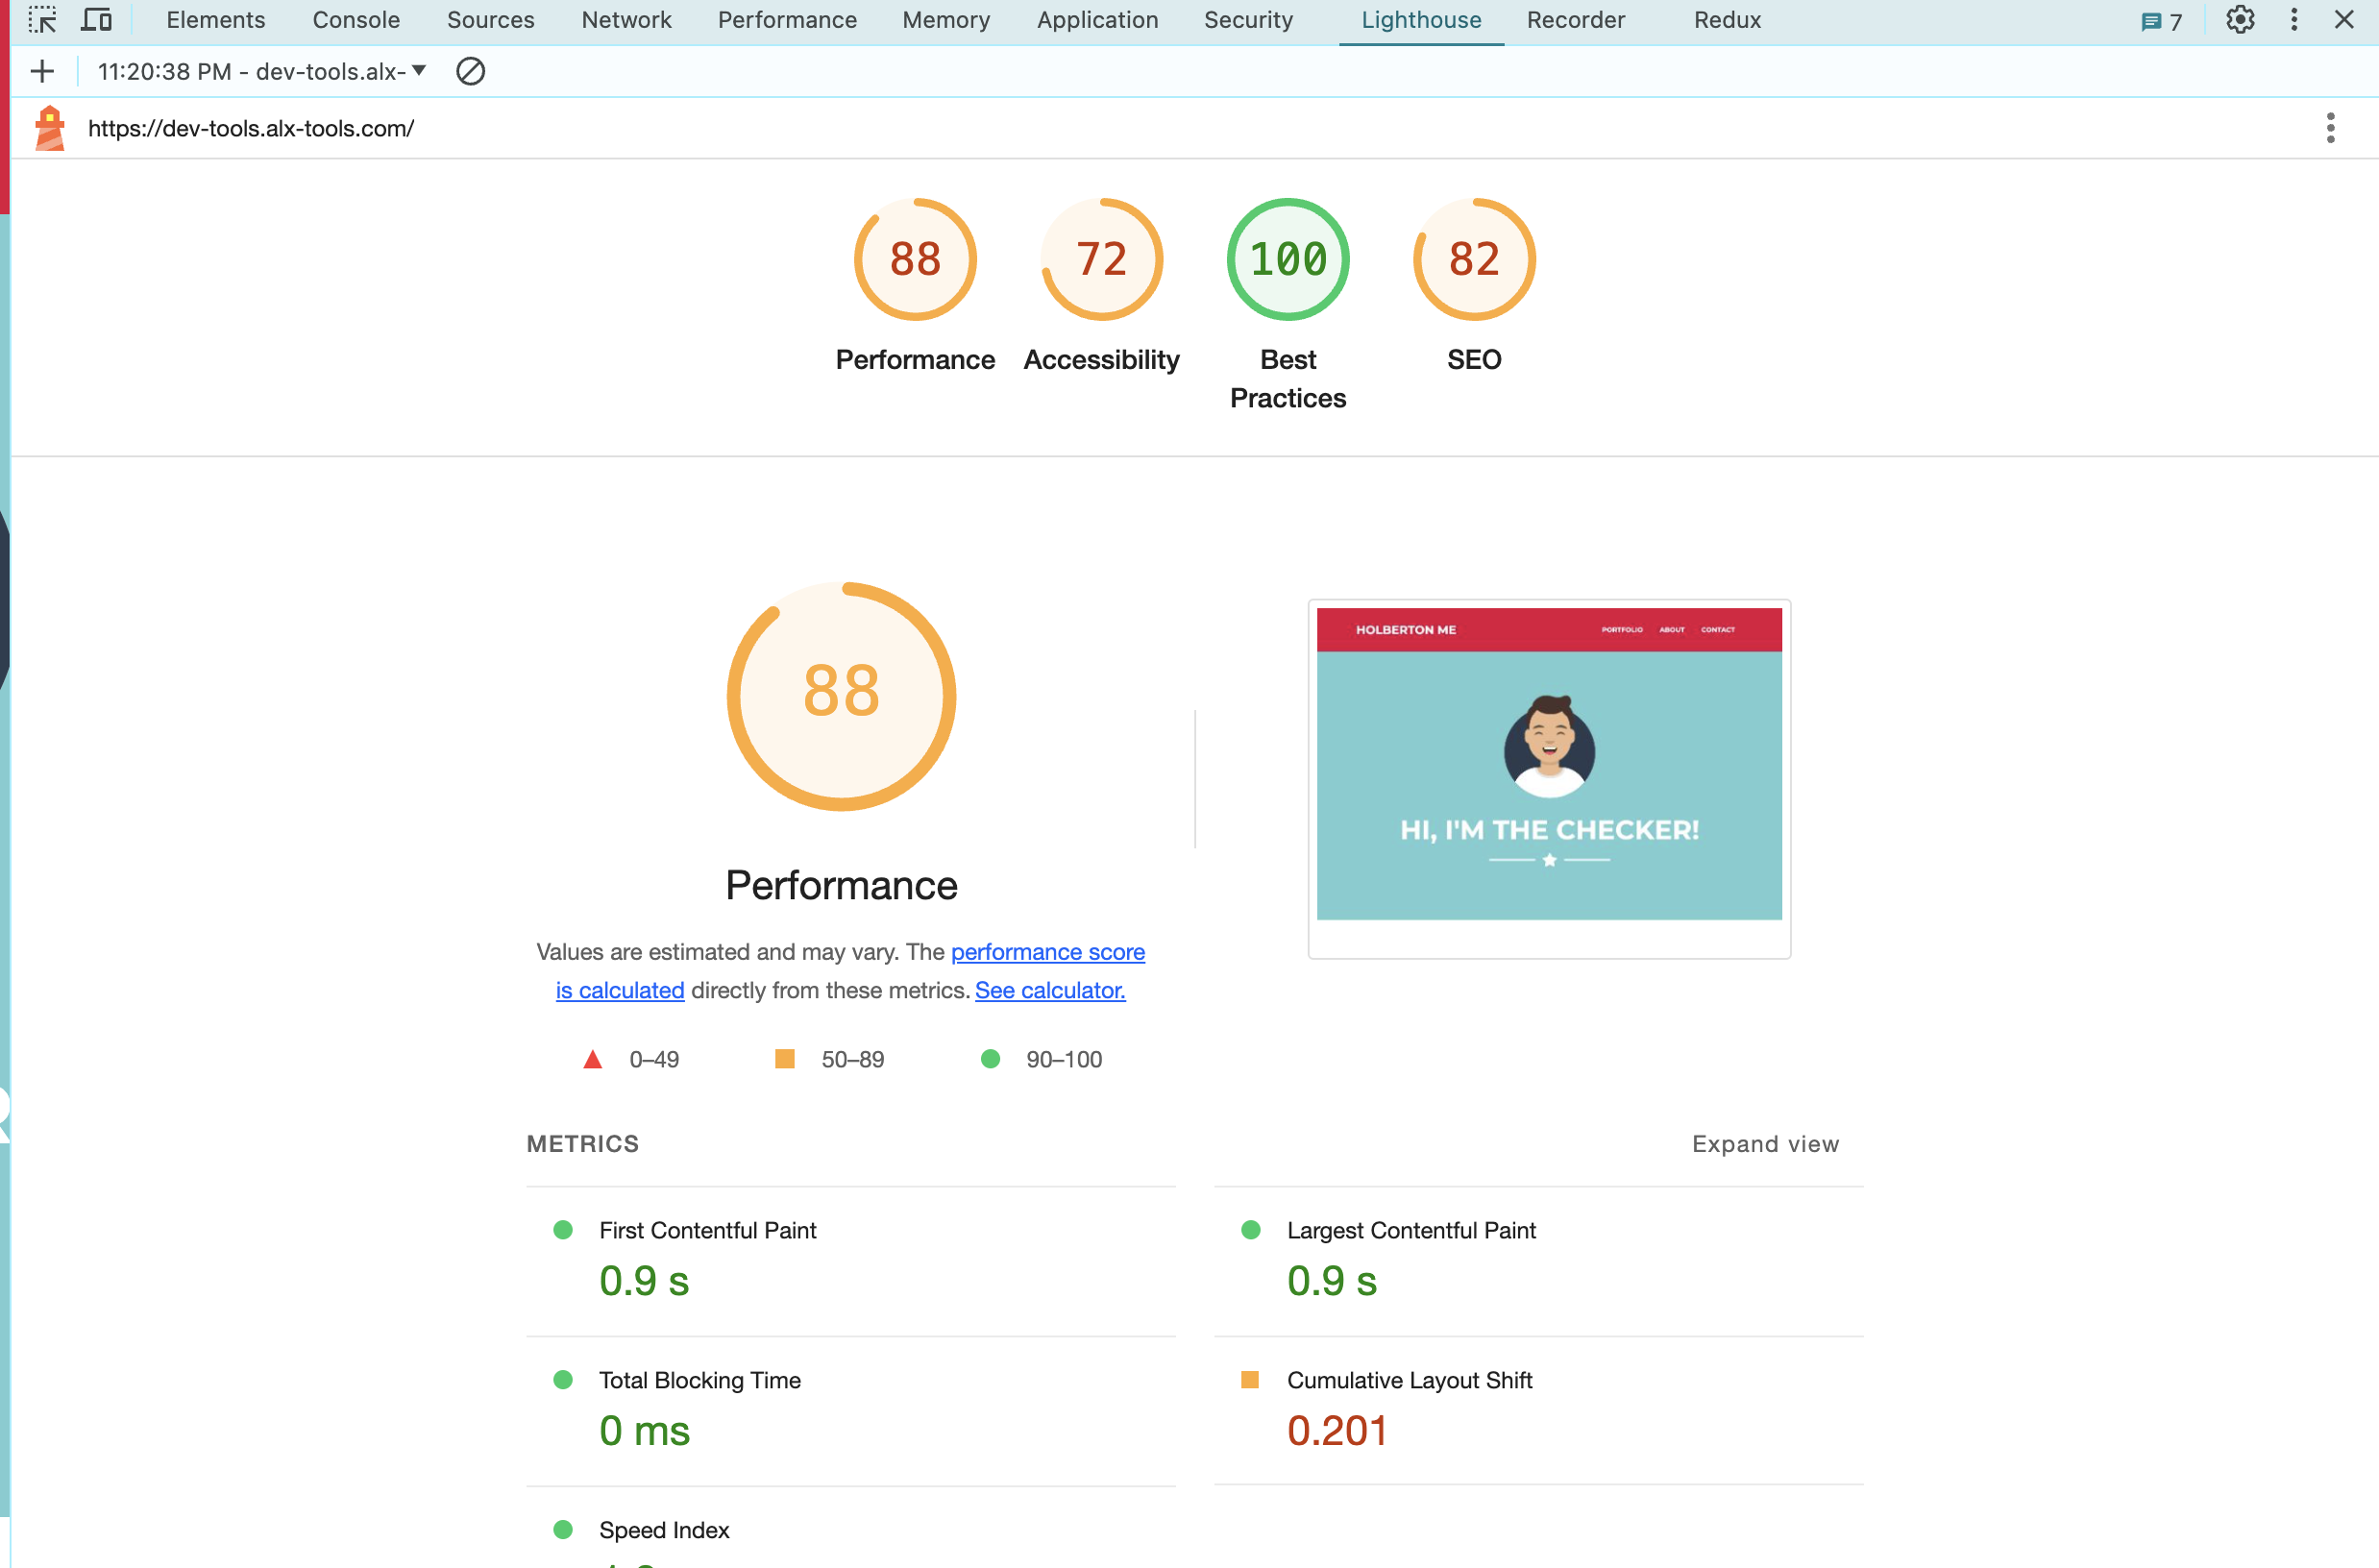 Elements Console Sources Network Performance Memory Application Security Lighthouse Recorder Redux 7
11:20:38 PM - dev-tools.alx-
https://dev-tools.alx-tools.com/
88 72 100 82
Performance Accessibility Best Practices SEO
88
Performance
Values are estimated and may vary. The performance score
is calculated directly from these metrics. See calculator.
0–49 50–89 90–100
HOLBERTON ME PORTFOLIO ABOUT CONTACT
HI, I'M THE CHECKER!
METRICS Expand view
First Contentful Paint
0.9 s
Largest Contentful Paint
0.9 s
Total Blocking Time
0 ms
Cumulative Layout Shift
0.201
Speed Index